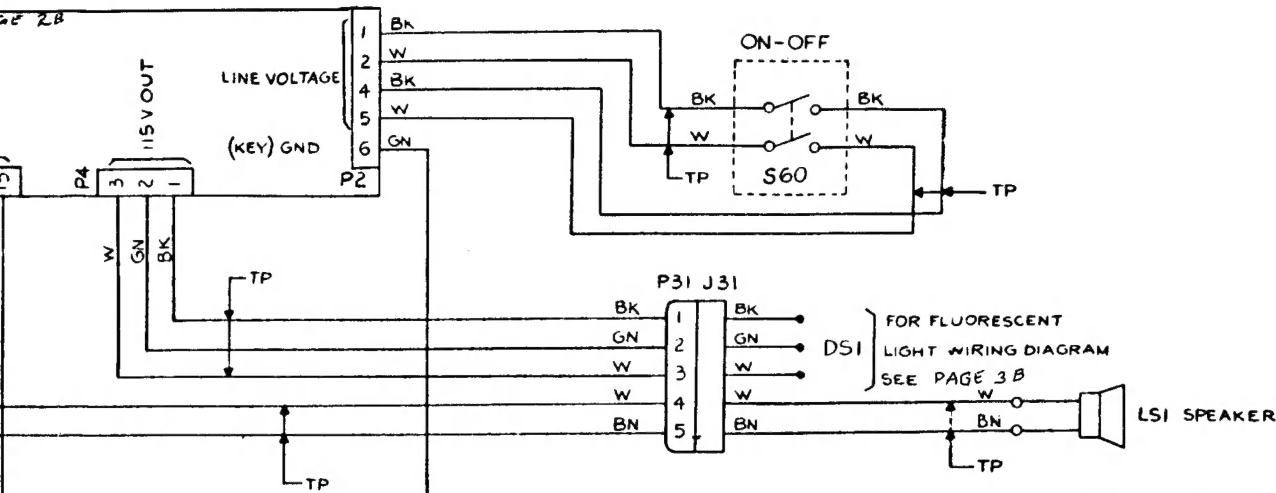 PAGE 2B
115V OUT
LINE VOLTAGE
(KEY) GND
1
2
4
5
6
P2
BK
W
BK
W
GN
ON-OFF
BK
BK
W
W
S60
TP
TP
P4
3
2
1
W
GN
BK
TP
P31 J31
BK
1
BK
GN
2
GN
W
3
W
W
4
W
BN
5
BN
DS1
FOR FLUORESCENT
LIGHT WIRING DIAGRAM
SEE PAGE 3B
W
BN
LS1 SPEAKER
TP
TP